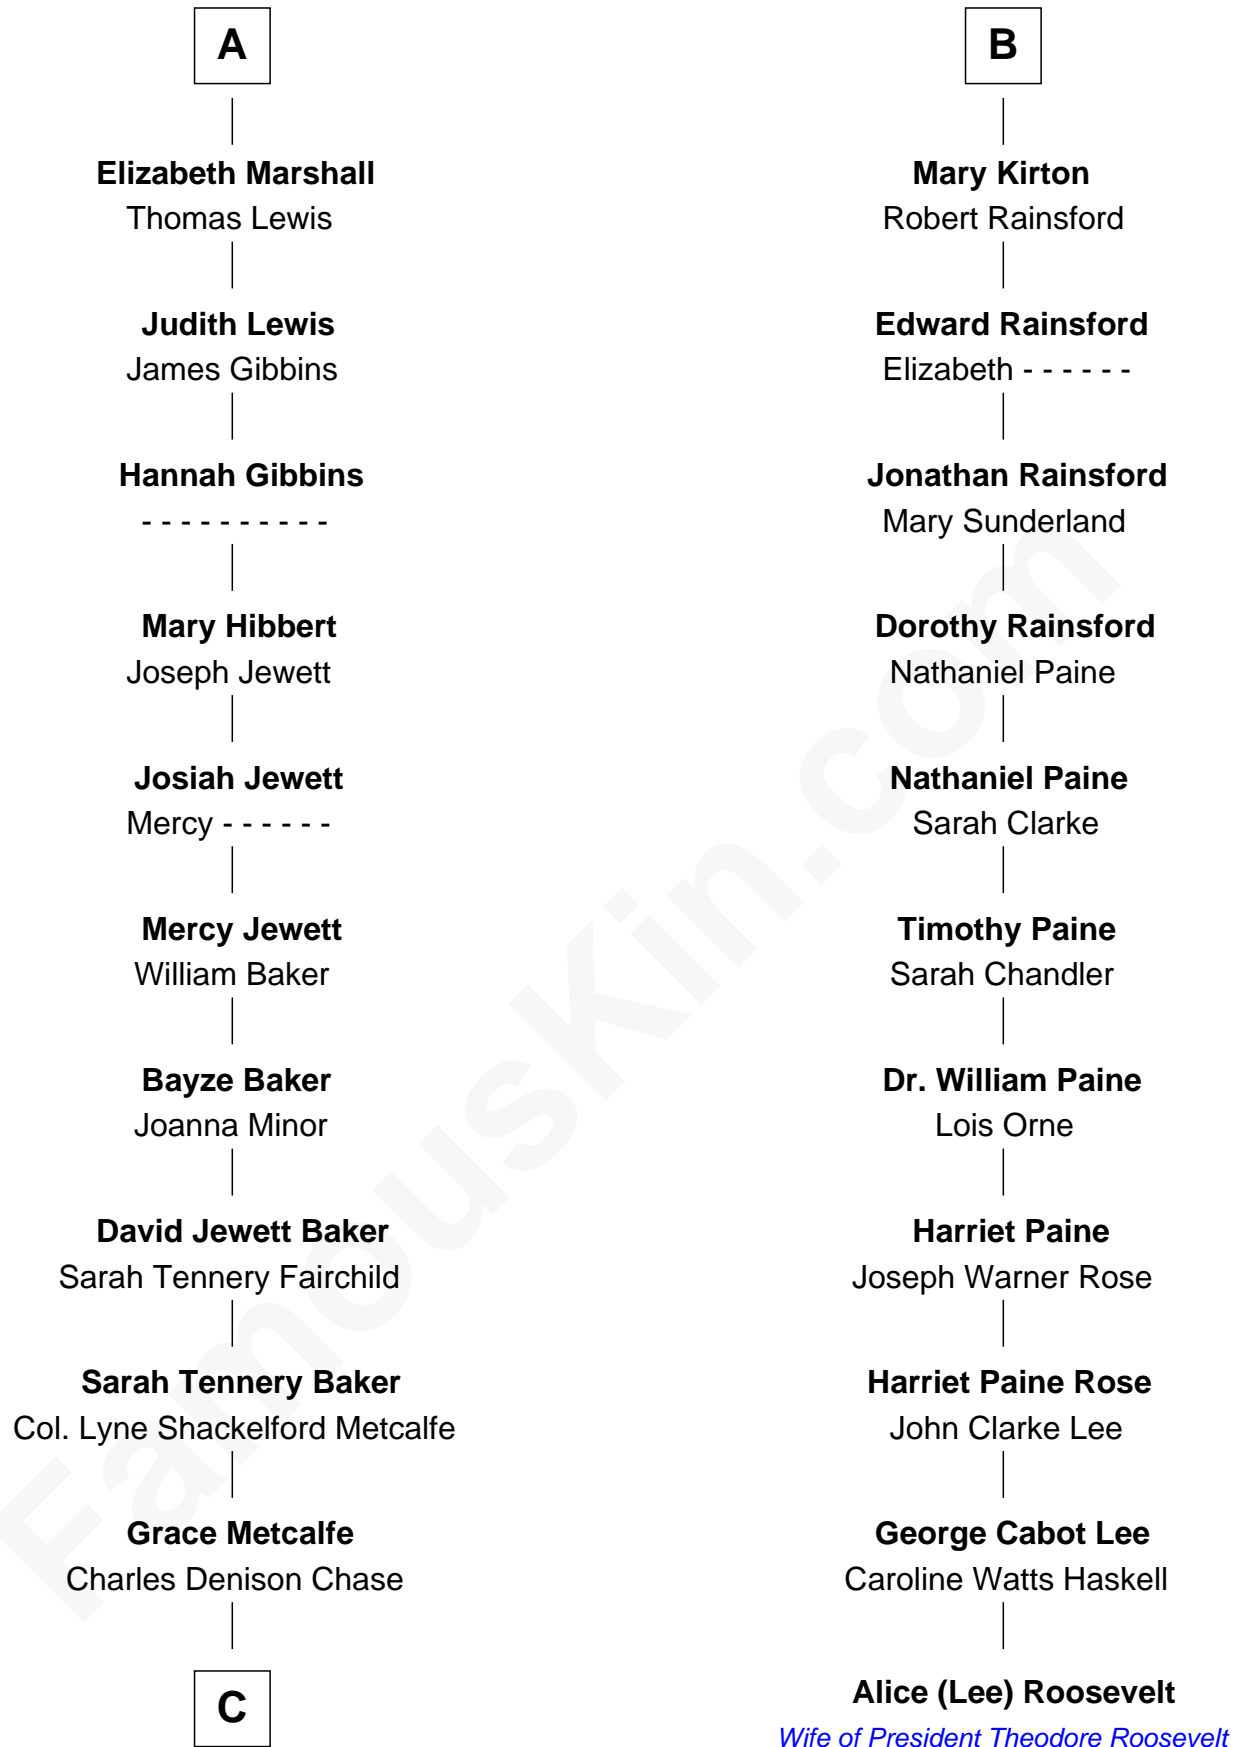 A
Elizabeth Marshall
Thomas Lewis
Judith Lewis
James Gibbins
Hannah Gibbins
- - - - - - - - - -
Mary Hibbert
Joseph Jewett
Josiah Jewett
Mercy - - - - - -
Mercy Jewett
William Baker
Bayze Baker
Joanna Minor
David Jewett Baker
Sarah Tennery Fairchild
Sarah Tennery Baker
Col. Lyne Shackelford Metcalfe
Grace Metcalfe
Charles Denison Chase
C
B
Mary Kirton
Robert Rainsford
Edward Rainsford
Elizabeth - - - - - -
Jonathan Rainsford
Mary Sunderland
Dorothy Rainsford
Nathaniel Paine
Nathaniel Paine
Sarah Clarke
Timothy Paine
Sarah Chandler
Dr. William Paine
Lois Orne
Harriet Paine
Joseph Warner Rose
Harriet Paine Rose
John Clarke Lee
George Cabot Lee
Caroline Watts Haskell
Alice (Lee) Roosevelt
Wife of President Theodore Roosevelt
FamousKin.com